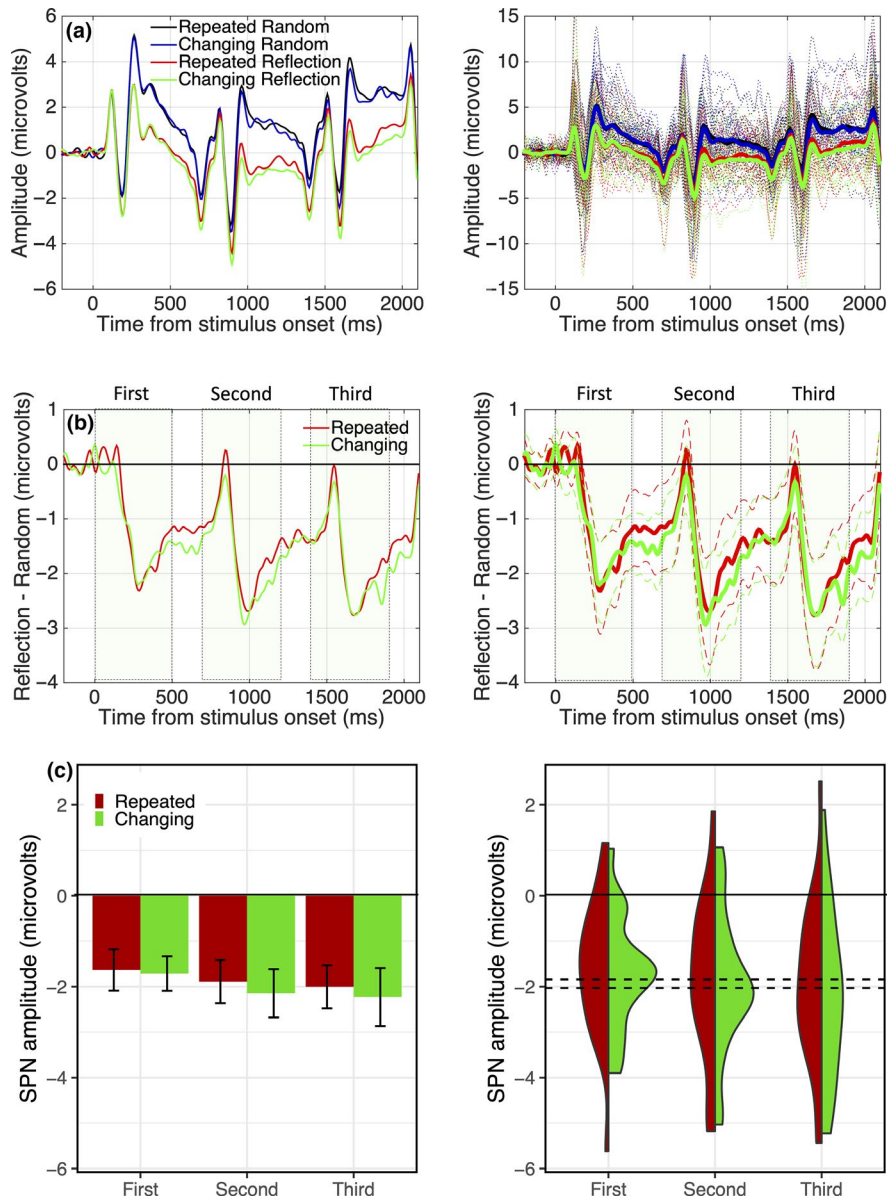 (a)
Repeated Random
Changing Random
Repeated Reflection
Changing Reflection
Amplitude (microvolts)
6
4
2
0
−2
−4
−6
0 500 1000 1500 2000
Time from stimulus onset (ms)
Amplitude (microvolts)
15
10
5
0
−5
−10
−15
0 500 1000 1500 2000
Time from stimulus onset (ms)
First Second Third
(b)
Repeated
Changing
Reflection - Random (microvolts)
1
0
−1
−2
−3
−4
0 500 1000 1500 2000
Time from stimulus onset (ms)
First Second Third
Reflection - Random (microvolts)
1
0
−1
−2
−3
−4
0 500 1000 1500 2000
Time from stimulus onset (ms)
(c)
Repeated
Changing
SPN amplitude (microvolts)
2
0
−2
−4
−6
First Second Third
SPN amplitude (microvolts)
2
0
−2
−4
−6
First Second Third